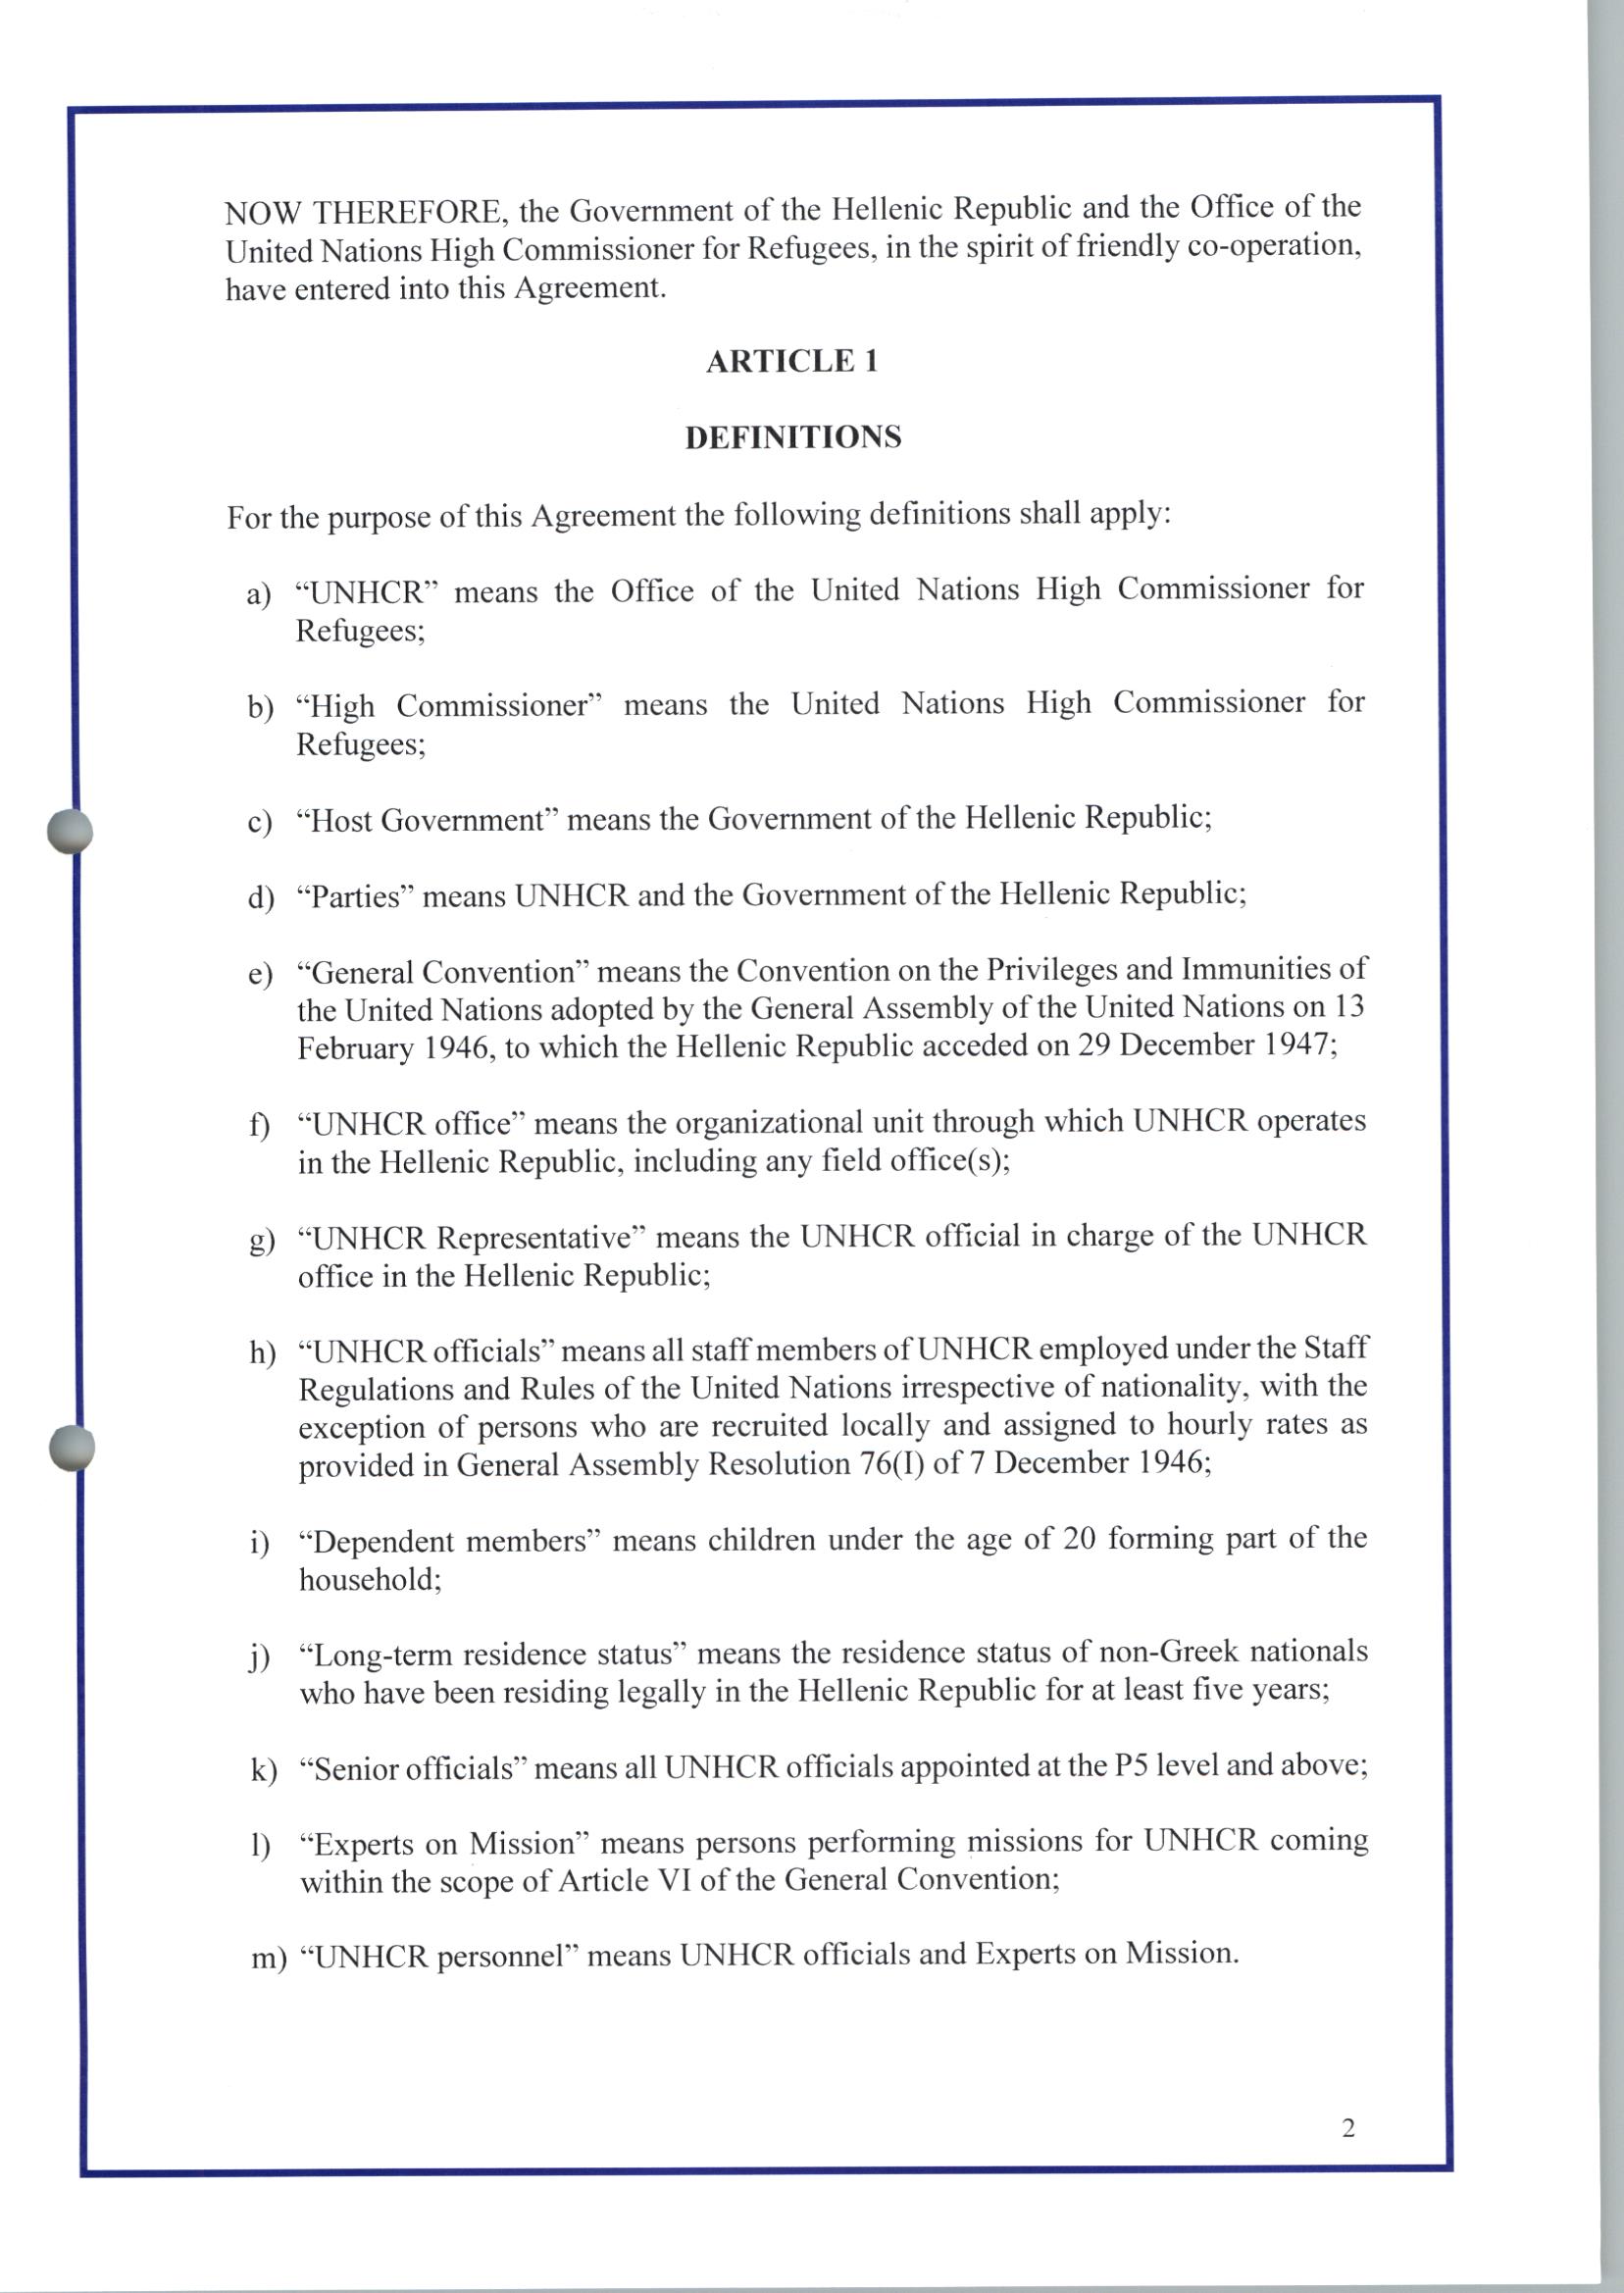 NOW THEREFORE, the Government of the Hellenic Republic and the Office of the
United Nations High Commissioner for Refugees, in the spirit of friendly co-operation,
have entered into this Agreement.
ARTICLE 1
DEFINITIONS
For the purpose of this Agreement the following definitions shall apply:
a) “UNHCR” means the Office of the United Nations High Commissioner for
Refugees;
b) “High Commissioner” means the United Nations High Commissioner for
Refugees;
c) “Host Government” means the Government of the Hellenic Republic;
d) “Parties” means UNHCR and the Government of the Hellenic Republic;
e) “General Convention” means the Convention on the Privileges and Immunities of
the United Nations adopted by the General Assembly of the United Nations on 13
February 1946, to which the Hellenic Republic acceded on 29 December 1947;
f) “UNHCR office” means the organizational unit through which UNHCR operates
in the Hellenic Republic, including any field office(s);
g) “UNHCR Representative” means the UNHCR official in charge of the UNHCR
office in the Hellenic Republic;
h) “UNHCR officials” means all staff members of UNHCR employed under the Staff
Regulations and Rules of the United Nations irrespective of nationality, with the
exception of persons who are recruited locally and assigned to hourly rates as
provided in General Assembly Resolution 76(I) of 7 December 1946;
i) “Dependent members” means children under the age of 20 forming part of the
household;
j) “Long-term residence status” means the residence status of non-Greek nationals
who have been residing legally in the Hellenic Republic for at least five years;
k) “Senior officials” means all UNHCR officials appointed at the P5 level and above;
l) “Experts on Mission” means persons performing missions for UNHCR coming
within the scope of Article VI of the General Convention;
m) “UNHCR personnel” means UNHCR officials and Experts on Mission.
2